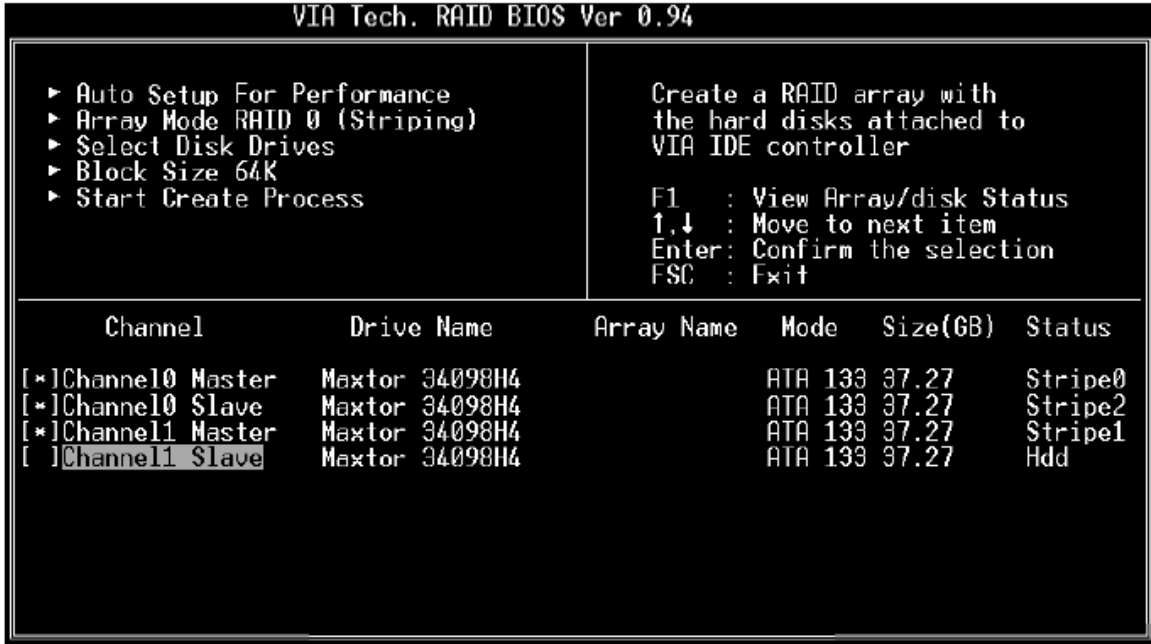 VIA Tech. RAID BIOS Ver 0.94
► Auto Setup For Performance
► Array Mode RAID 0 (Striping)
► Select Disk Drives
► Block Size 64K
► Start Create Process
Create a RAID array with
the hard disks attached to
VIA IDE controller
F1 : View Array/disk Status
↑,↓ : Move to next item
Enter: Confirm the selection
ESC : Exit
Channel Drive Name Array Name Mode Size(GB) Status
[*]Channel0 Master Maxtor 34098H4 ATA 133 37.27 Stripe0
[*]Channel0 Slave Maxtor 34098H4 ATA 133 37.27 Stripe2
[*]Channel1 Master Maxtor 34098H4 ATA 133 37.27 Stripe1
[ ]Channel1 Slave Maxtor 34098H4 ATA 133 37.27 Hdd